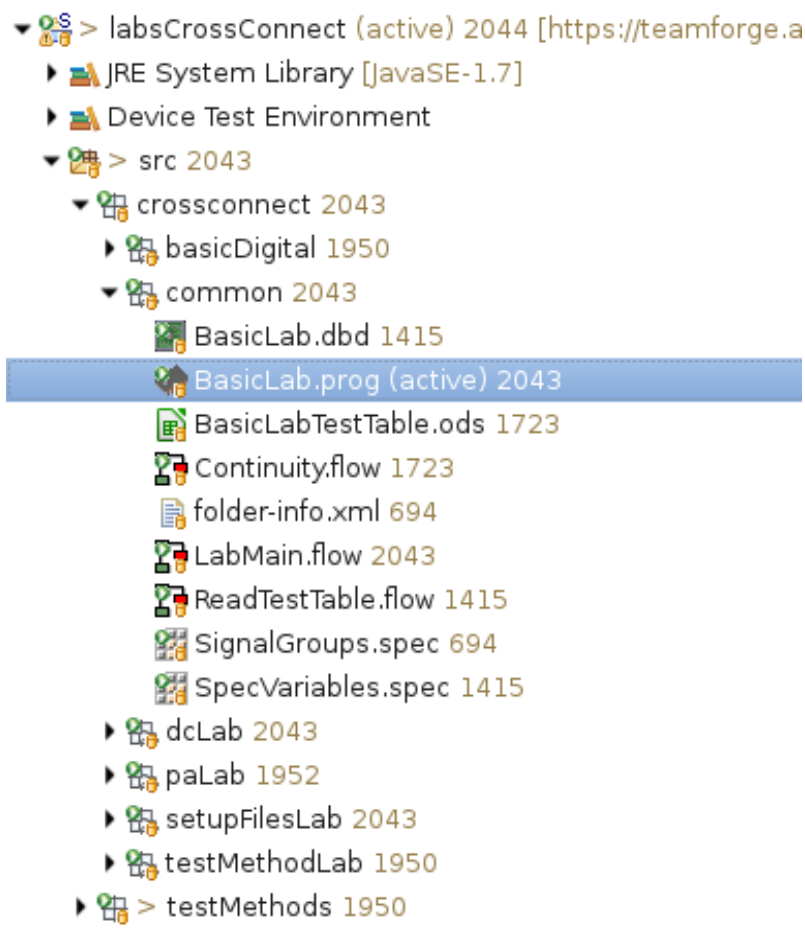 > labsCrossConnect (active) 2044 [https://teamforge.a
JRE System Library [JavaSE-1.7]
Device Test Environment
> src 2043
crossconnect 2043
basicDigital 1950
common 2043
BasicLab.dbd 1415
BasicLab.prog (active) 2043
BasicLabTestTable.ods 1723
Continuity.flow 1723
folder-info.xml 694
LabMain.flow 2043
ReadTestTable.flow 1415
SignalGroups.spec 694
SpecVariables.spec 1415
dcLab 2043
paLab 1952
setupFilesLab 2043
testMethodLab 1950
> testMethods 1950